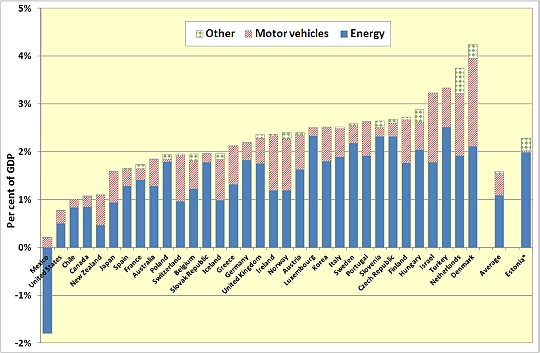 5%
4%
3%
2%
1%
0%
-1%
-2%
Per cent of GDP
Other
Motor vehicles
Energy
Mexico
United States
Chile
Canada
New Zealand
Japan
Spain
France
Australia
Poland
Switzerland
Belgium
Slovak Republic
Iceland
Greece
Germany
United Kingdom
Ireland
Norway
Austria
Luxembourg
Korea
Italy
Sweden
Portugal
Slovenia
Czech Republic
Finland
Hungary
Israel
Turkey
Netherlands
Denmark
Average
Estonia*